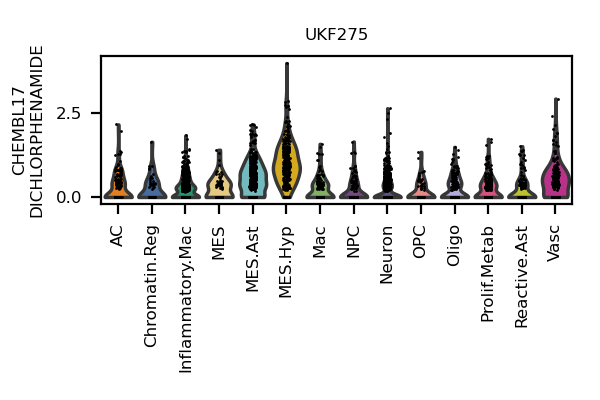 UKF275
CHEMBL17
DICHLORPHENAMIDE
2.5
0.0
AC
Chromatin.Reg
Inflammatory.Mac
MES
MES.Ast
MES.Hyp
Mac
NPC
Neuron
OPC
Oligo
Prolif.Metab
Reactive.Ast
Vasc